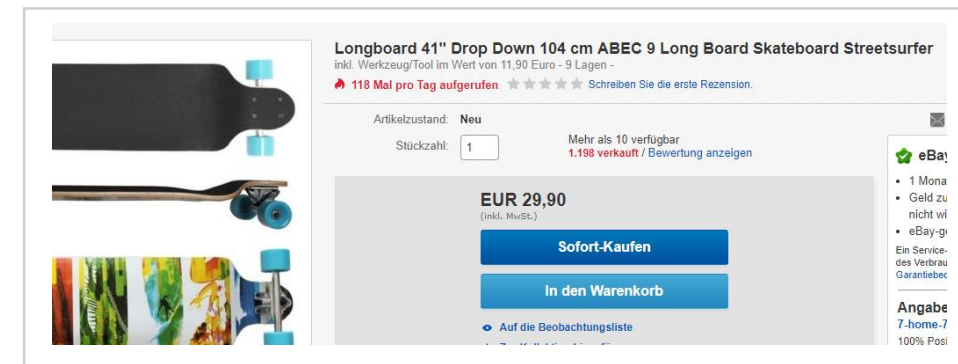 Longboard 41" Drop Down 104 cm ABEC 9 Long Board Skateboard Streetsurfer
inkl. Werkzeug/Tool im Wert von 11,90 Euro - 9 Lagen -
118 Mal pro Tag aufgerufen Schreiben Sie die erste Rezension.
Artikelzustand: Neu
Stückzahl: 1
Mehr als 10 verfügbar
1.198 verkauft / Bewertung anzeigen
EUR 29,90
(inkl. MwSt.)
Sofort-Kaufen
In den Warenkorb
Auf die Beobachtungsliste
eBay
1 Mona
Geld zu
nicht wi
eBay-ge
Ein Service-
des Verbrau
Garantiebed
Angabe
7-home-7
100% Posi